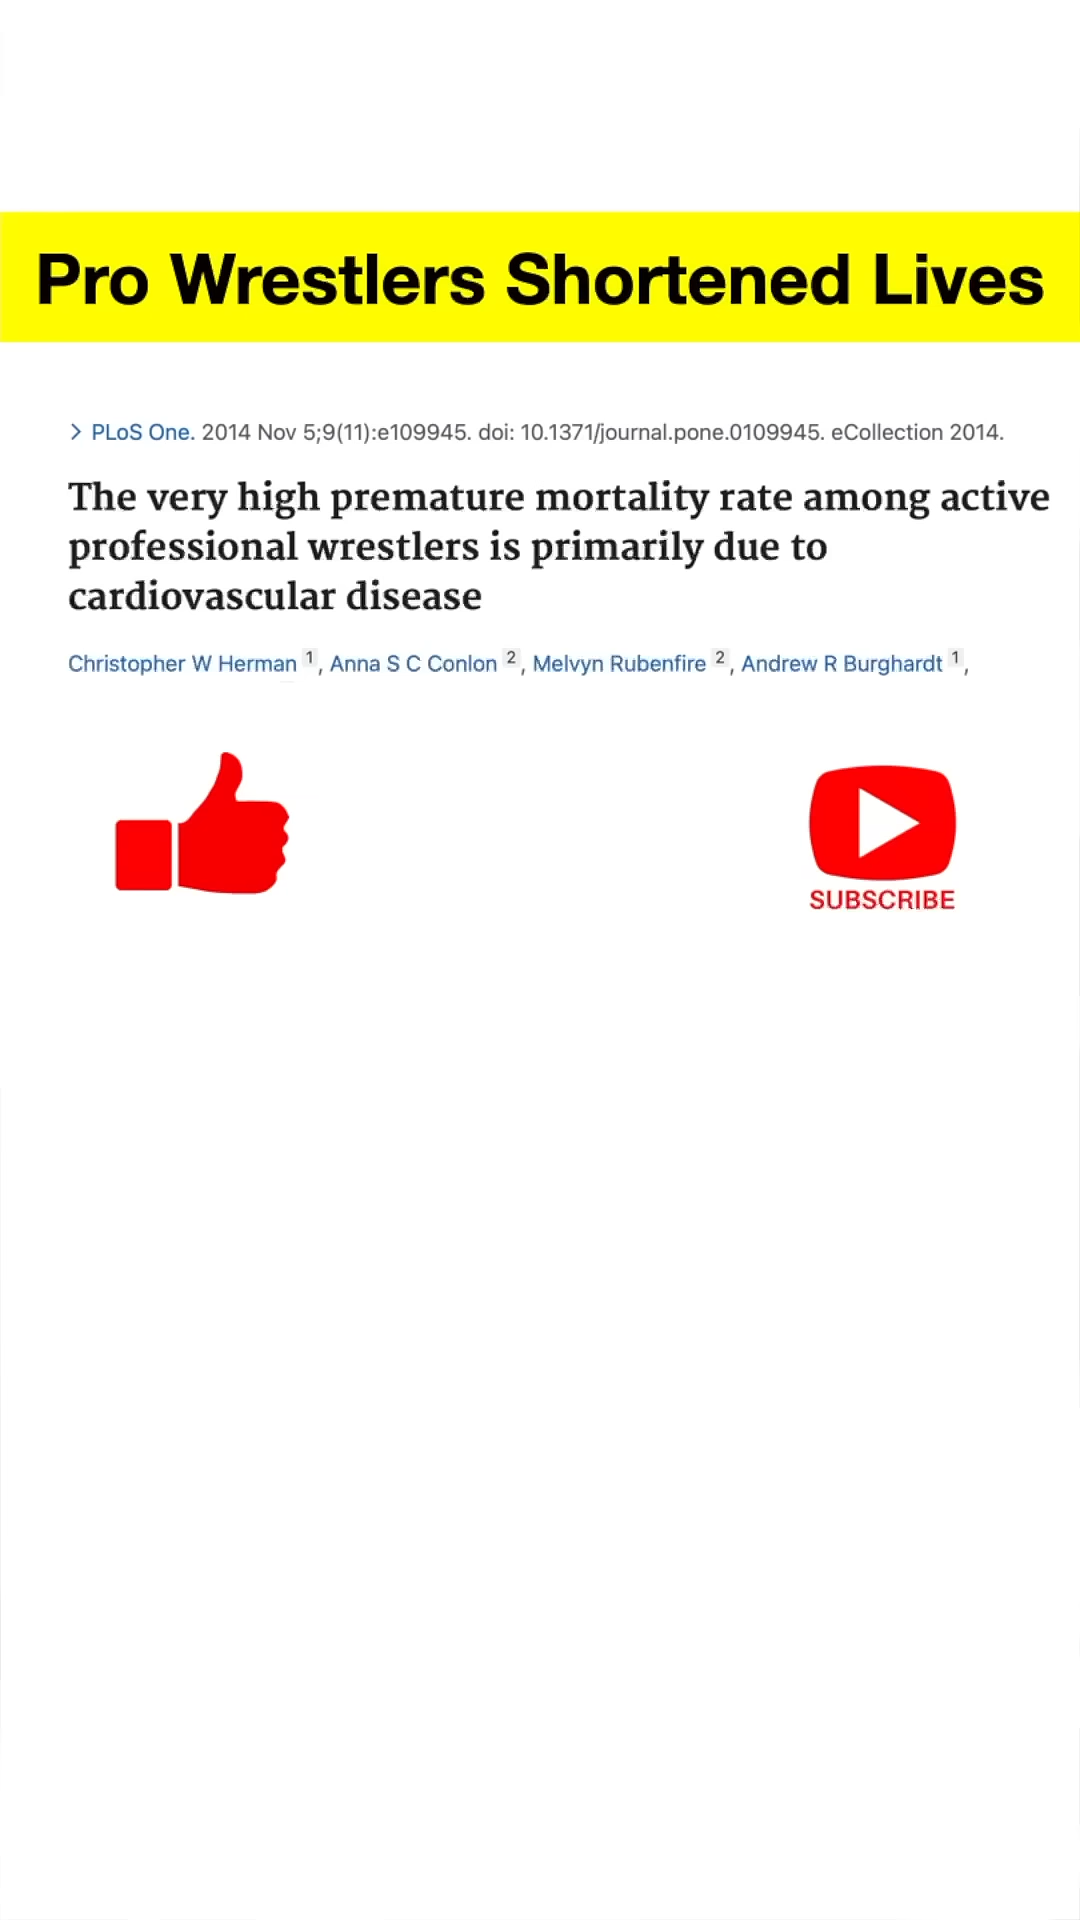 Pro Wrestlers Shortened Lives
> PLoS One. 2014 Nov 5;9(11):e109945. doi: 10.1371/journal.pone.0109945. eCollection 2014.
The very high premature mortality rate among active
professional wrestlers is primarily due to
cardiovascular disease
Christopher W Herman 1, Anna S C Conlon 2, Melvyn Rubenfire 2, Andrew R Burghardt 1,
SUBSCRIBE